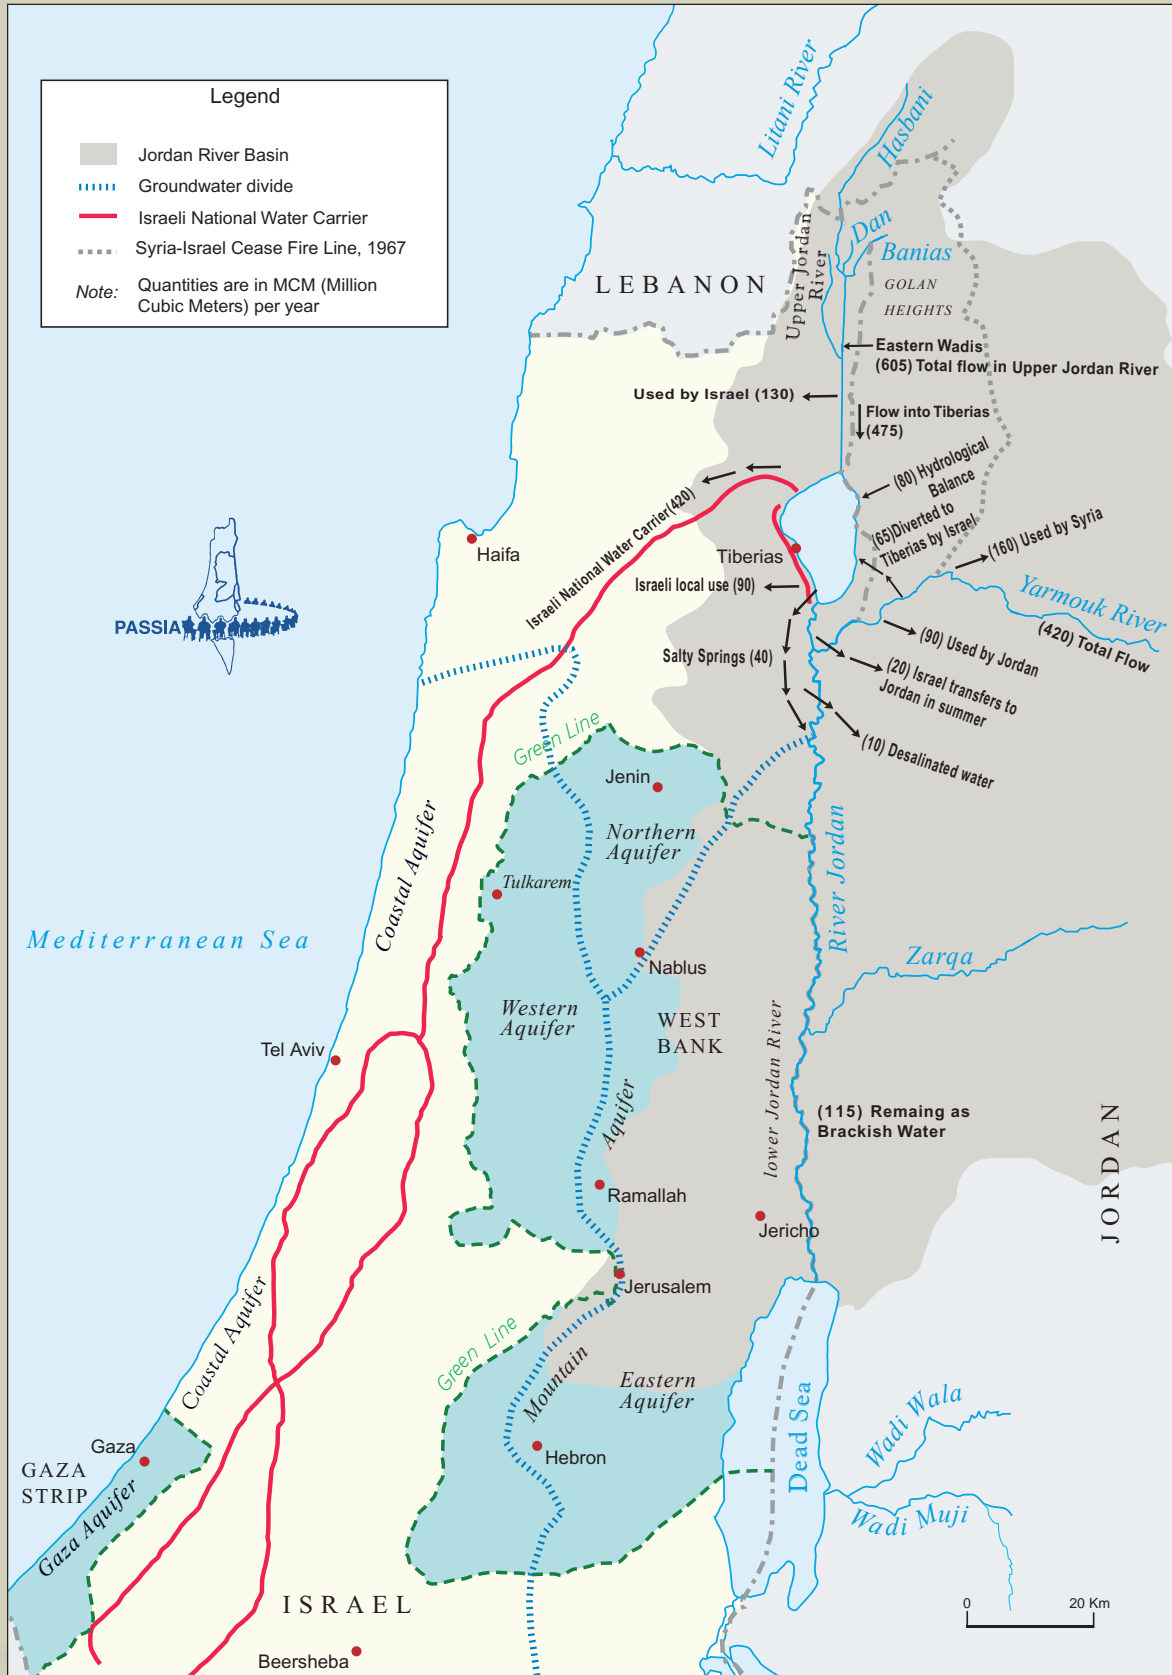 Legend
Jordan River Basin
Groundwater divide
Israeli National Water Carrier
Syria-Israel Cease Fire Line, 1967
Note:
Quantities are in MCM (Million
Cubic Meters) per year
Litani River
Hasbani
Dan
Banias
Upper Jordan
River
GOLAN
HEIGHTS
LEBANON
Eastern Wadis
(605) Total flow in Upper Jordan River
Used by Israel (130)
Flow into Tiberias
(475)
(80) Hydrological
Balance
(65)Diverted to
Tiberias by Israel
(160) Used by Syria
Israeli National Water Carrier(420)
Haifa
Tiberias
Israeli local use (90)
Yarmouk River
(420) Total Flow
(90) Used by Jordan
Salty Springs (40)
(20) Israel transfers to
Jordan in summer
(10) Desalinated water
PASSIA
Green Line
Jenin
Northern
Aquifer
Coastal Aquifer
Tulkarem
River Jordan
Mediterranean Sea
Zarqa
Nablus
Western
Aquifer
WEST
BANK
Tel Aviv
lower Jordan River
Aquifer
(115) Remaing as
Brackish Water
JORDAN
Ramallah
Jericho
Jerusalem
Coastal Aquifer
Green Line
Mountain
Eastern
Aquifer
Dead Sea
Wadi Wala
Gaza
Hebron
GAZA
STRIP
Gaza Aquifer
Wadi Muji
ISRAEL
0
20 Km
Beersheba